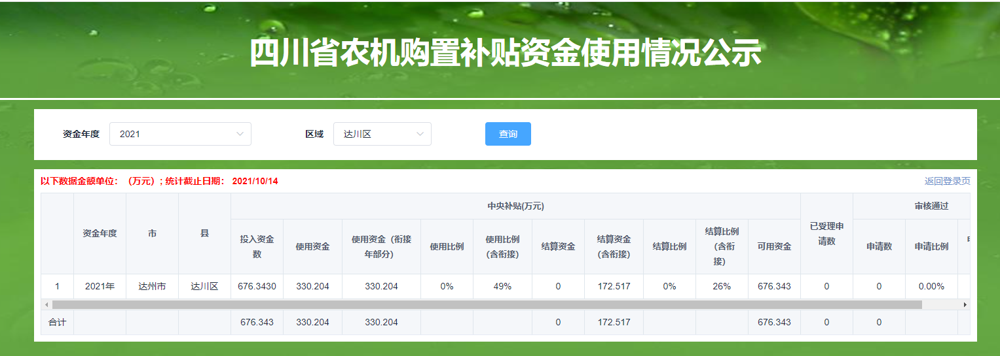 四川省农机购置补贴资金使用情况公示
资金年度 2021 区域 达川区 查询
以下数据金额单位：（万元）; 统计截止日期： 2021/10/14 返回登录页
资金年度 市 县 中央补贴(万元) 已受理申请数 审核通过
投入资金数 使用资金 使用资金（衔接年部分） 使用比例 使用比例(含衔接) 结算资金 结算资金(含衔接) 结算比例 结算比例(含衔接) 可用资金 申请数 申请比例
1 2021年 达州市 达川区 676.3430 330.204 330.204 0% 49% 0 172.517 0% 26% 676.343 0 0 0.00%
合计 676.343 330.204 330.204 0 172.517 676.343 0 0